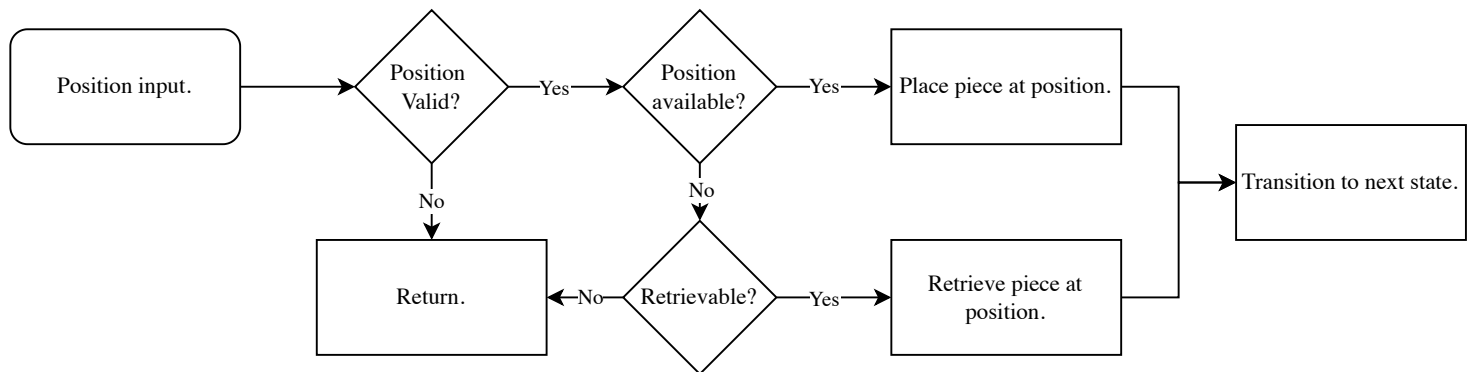 Position input.
Position
Valid?
Yes
Position
available?
Yes
Place piece at position.
No
No
Transition to next state.
Return.
No
Retrievable?
Yes
Retrieve piece at
position.